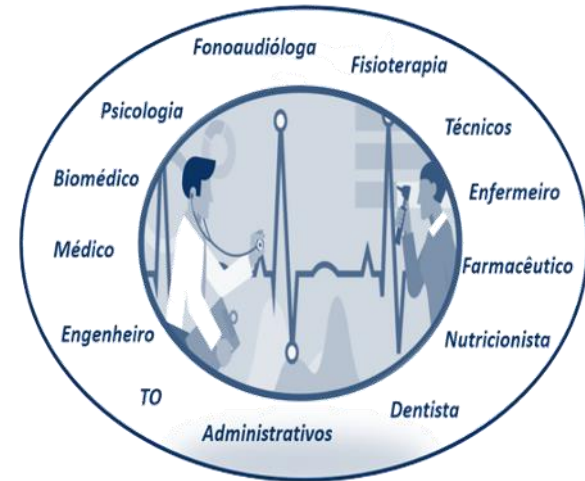 Fonoaudióloga
Fisioterapia
Psicologia
Técnicos
Biomédico
Enfermeiro
Médico
Farmacêutico
Engenheiro
Nutricionista
TO
Dentista
Administrativos